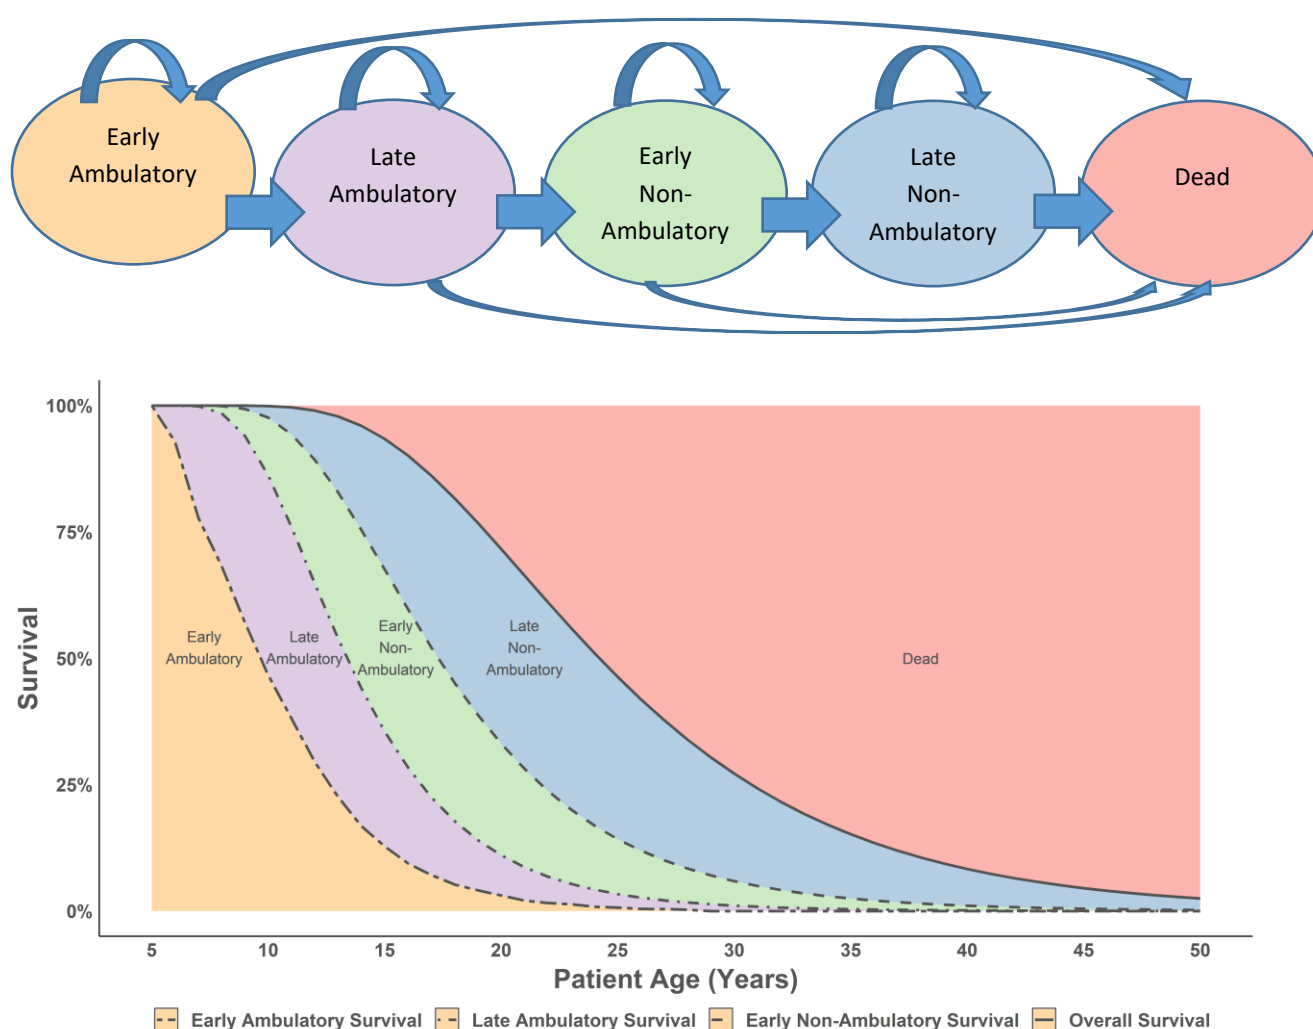 Early
Ambulatory
Late
Ambulatory
Early
Non-
Ambulatory
Late
Non-
Ambulatory
Dead
100%
75%
50%
25%
0%
Survival
Early
Ambulatory
Late
Ambulatory
Early
Non-
Ambulatory
Late
Non-
Ambulatory
Dead
5 10 15 20 25 30 35 40 45 50
Patient Age (Years)
Early Ambulatory Survival Late Ambulatory Survival Early Non-Ambulatory Survival Overall Survival